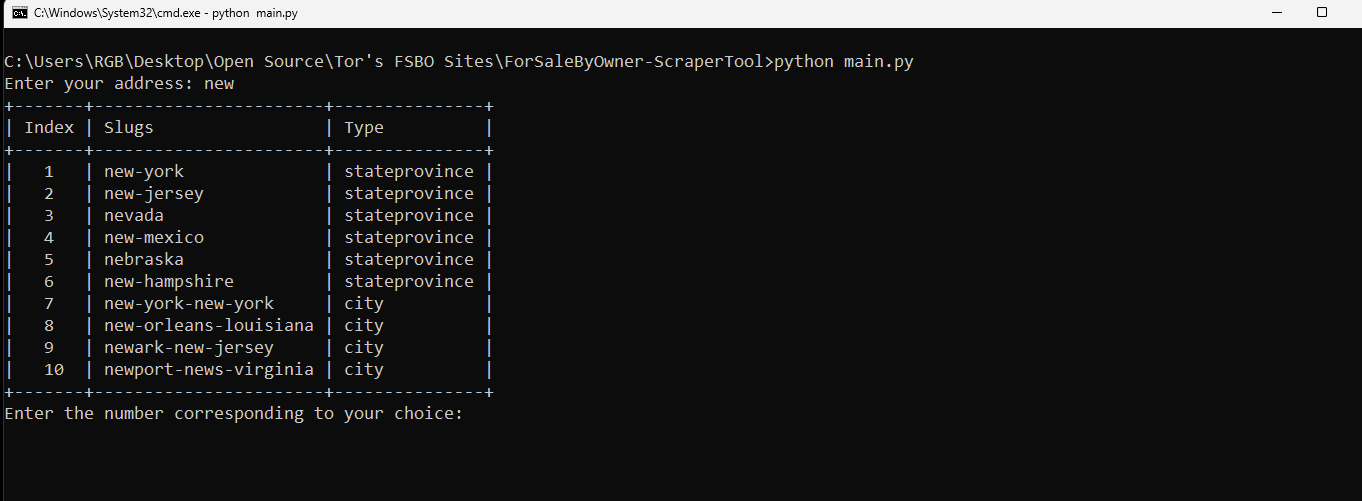 C:\Windows\System32\cmd.exe - python  main.py
C:\Users\RGB\Desktop\Open Source\Tor's FSBO Sites\ForSaleByOwner-ScraperTool>python main.py
Enter your address: new
+-------+-----------------------+---------------+
| Index | Slugs                 | Type          |
+-------+-----------------------+---------------+
|   1   | new-york              | stateprovince |
|   2   | new-jersey            | stateprovince |
|   3   | nevada                | stateprovince |
|   4   | new-mexico            | stateprovince |
|   5   | nebraska              | stateprovince |
|   6   | new-hampshire         | stateprovince |
|   7   | new-york-new-york     | city          |
|   8   | new-orleans-louisiana | city          |
|   9   | newark-new-jersey     | city          |
|   10  | newport-news-virginia | city          |
+-------+-----------------------+---------------+
Enter the number corresponding to your choice: